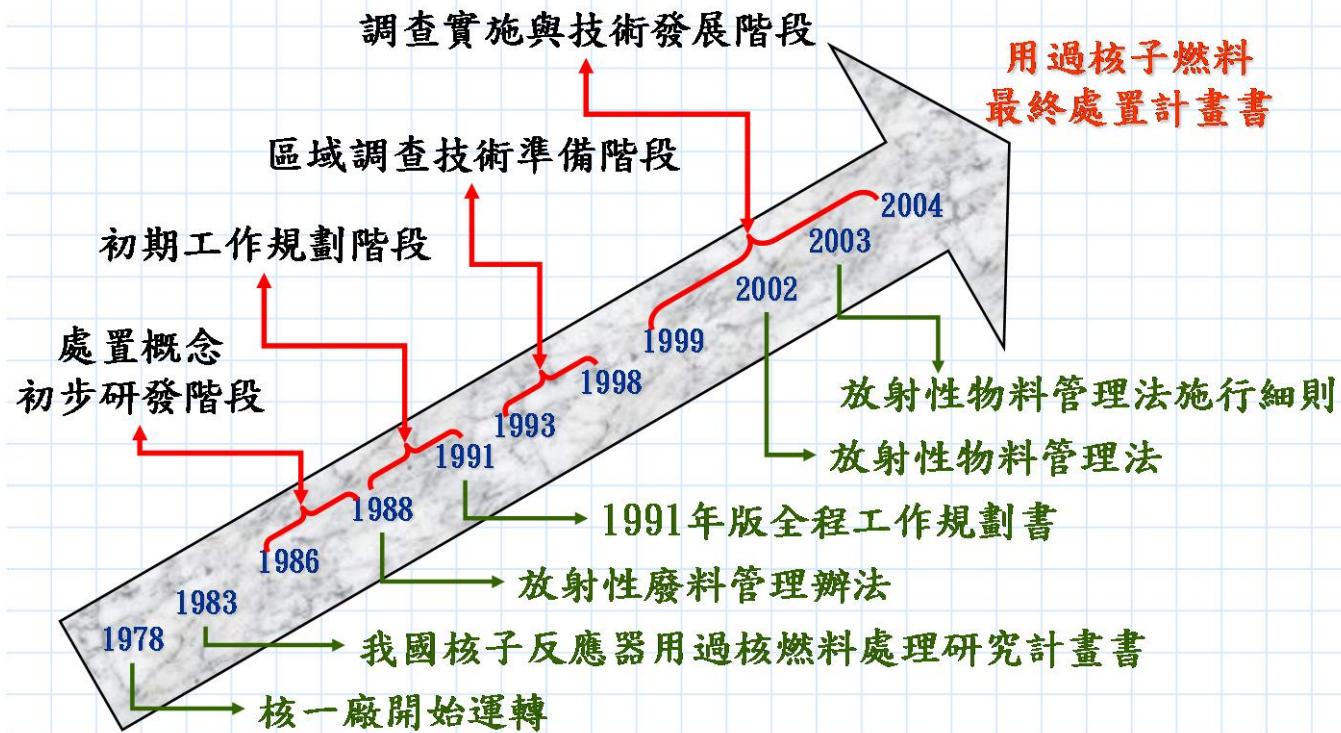 調查實施與技術發展階段
用過核子燃料
最終處置計畫書
區域調查技術準備階段
初期工作規劃階段
處置概念
初步研發階段
2004
2003
2002
1999
1998
1993
1991
1988
1986
1983
1978
放射性物料管理法施行細則
放射性物料管理法
1991年版全程工作規劃書
放射性廢料管理辦法
我國核子反應器用過核燃料處理研究計畫書
核一廠開始運轉